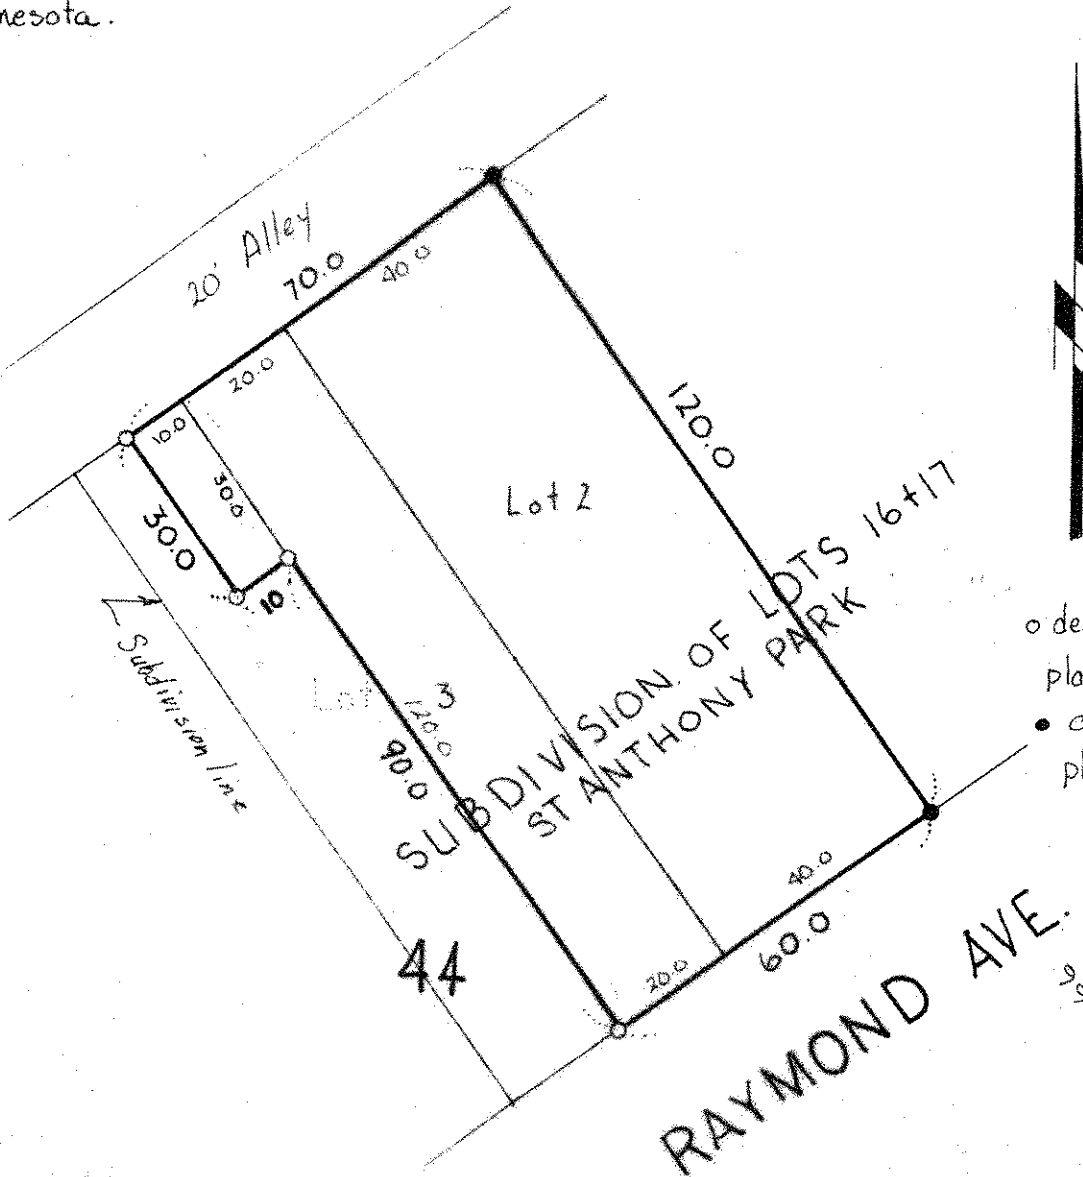 nesota.
20' Alley
70.0
40.0
20.0
10.0
30.0
30.0
10
120.0
Lot 2
Subdivision line
Lot 3
120.0
90.0
SUBDIVISION OF LOTS 16+17
ST ANTHONY PARK
44
40.0
20.0
60.0
RAYMOND AVE.
o de
pla
pl